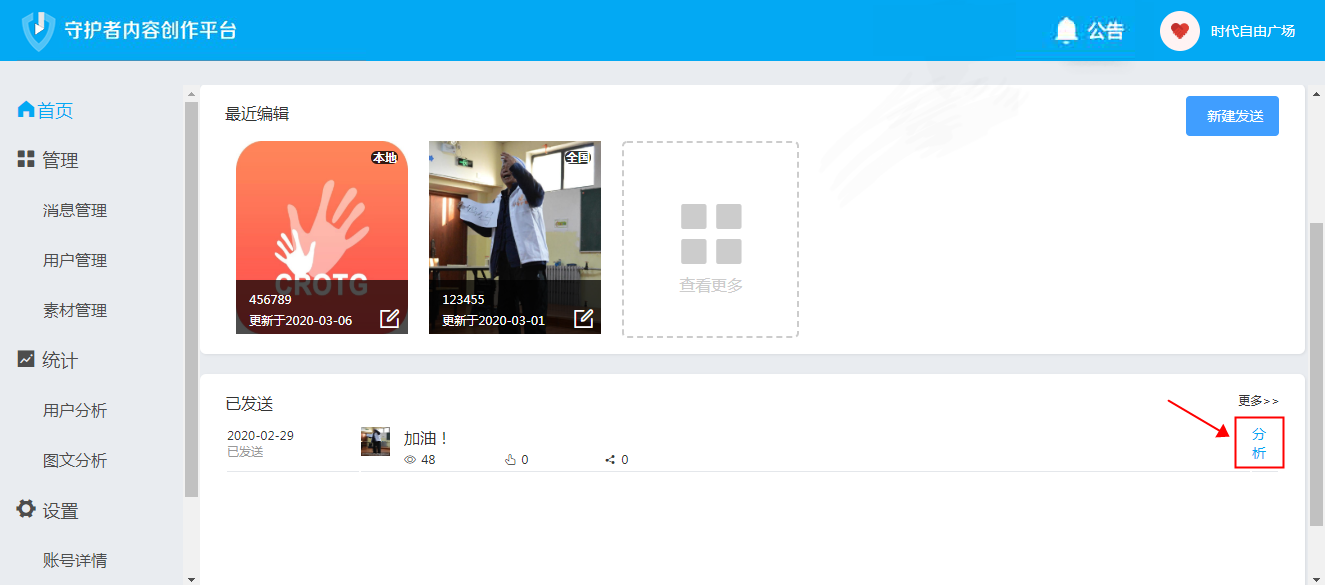 守护者内容创作平台
公告
时代自由广场
首页
管理
消息管理
用户管理
素材管理
统计
用户分析
图文分析
设置
账号详情
最近编辑
新建发送
本地
CROTG
456789
更新于2020-03-06
全国
123455
更新于2020-03-01
查看更多
已发送
更多>>
2020-02-29
已发送
加油！
48
0
0
分
析